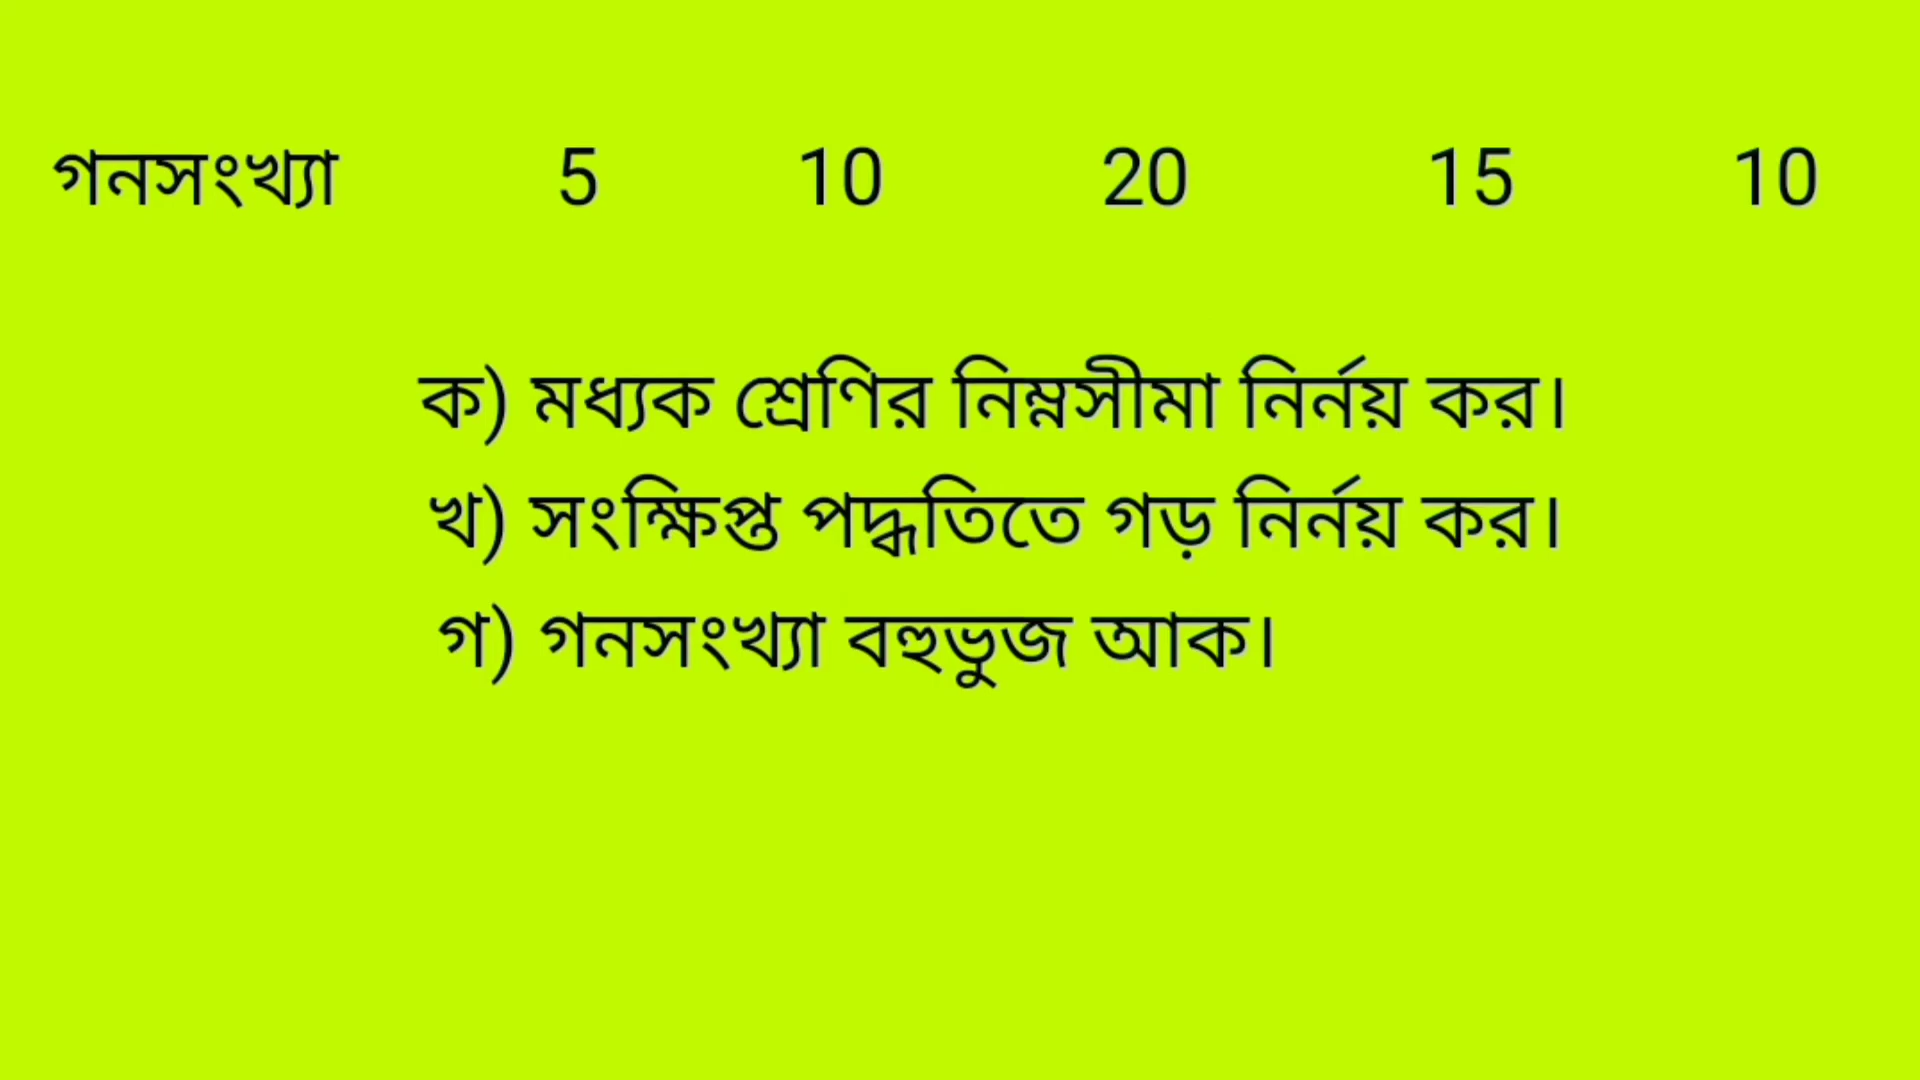 গনসংখ্যা 5 10 20 15 10
ক) মধ্যক শ্রেণির নিম্নসীমা নির্নয় কর।
খ) সংক্ষিপ্ত পদ্ধতিতে গড় নির্নয় কর।
গ) গনসংখ্যা বহুভুজ আক।